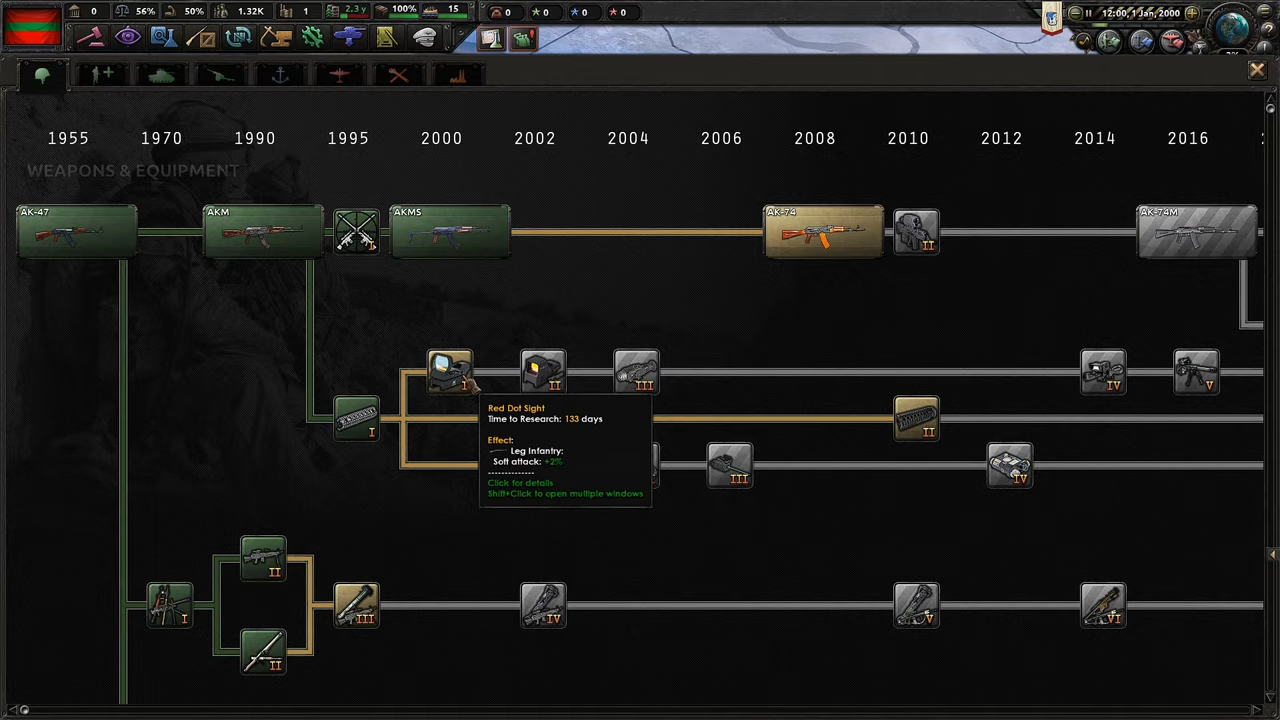 0 56% 50% 1.32K 1 2.3 y 100% 15 0 0 0 0 12:00, 1 Jan, 2000
1955 1970 1990 1995 2000 2002 2004 2006 2008 2010 2012 2014 2016
WEAPONS & EQUIPMENT
AK-47 AKM AKMS AK-74 AK-74M
I II
I II III IV V
Red Dot Sight
Time to Research: 133 days
I II
Effect:
Leg Infantry:
Soft attack: +2%
III IV
--------------
Click for details
Shift+Click to open multiple windows
II
I III IV V VI
II